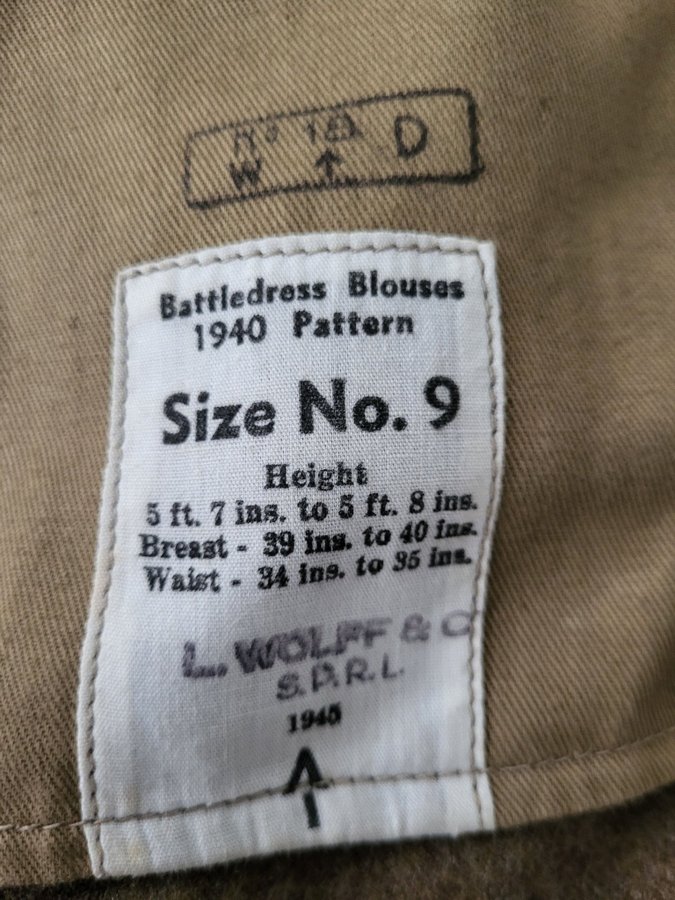 W D
Battledress Blouses
1940 Pattern
Size No. 9
Height
5 ft. 7 ins. to 5 ft. 8 ins.
Breast - 39 ins. to 40 ins.
Waist - 34 ins. to 35 ins.
L. WOLFF & C
S.P.R.L.
1945